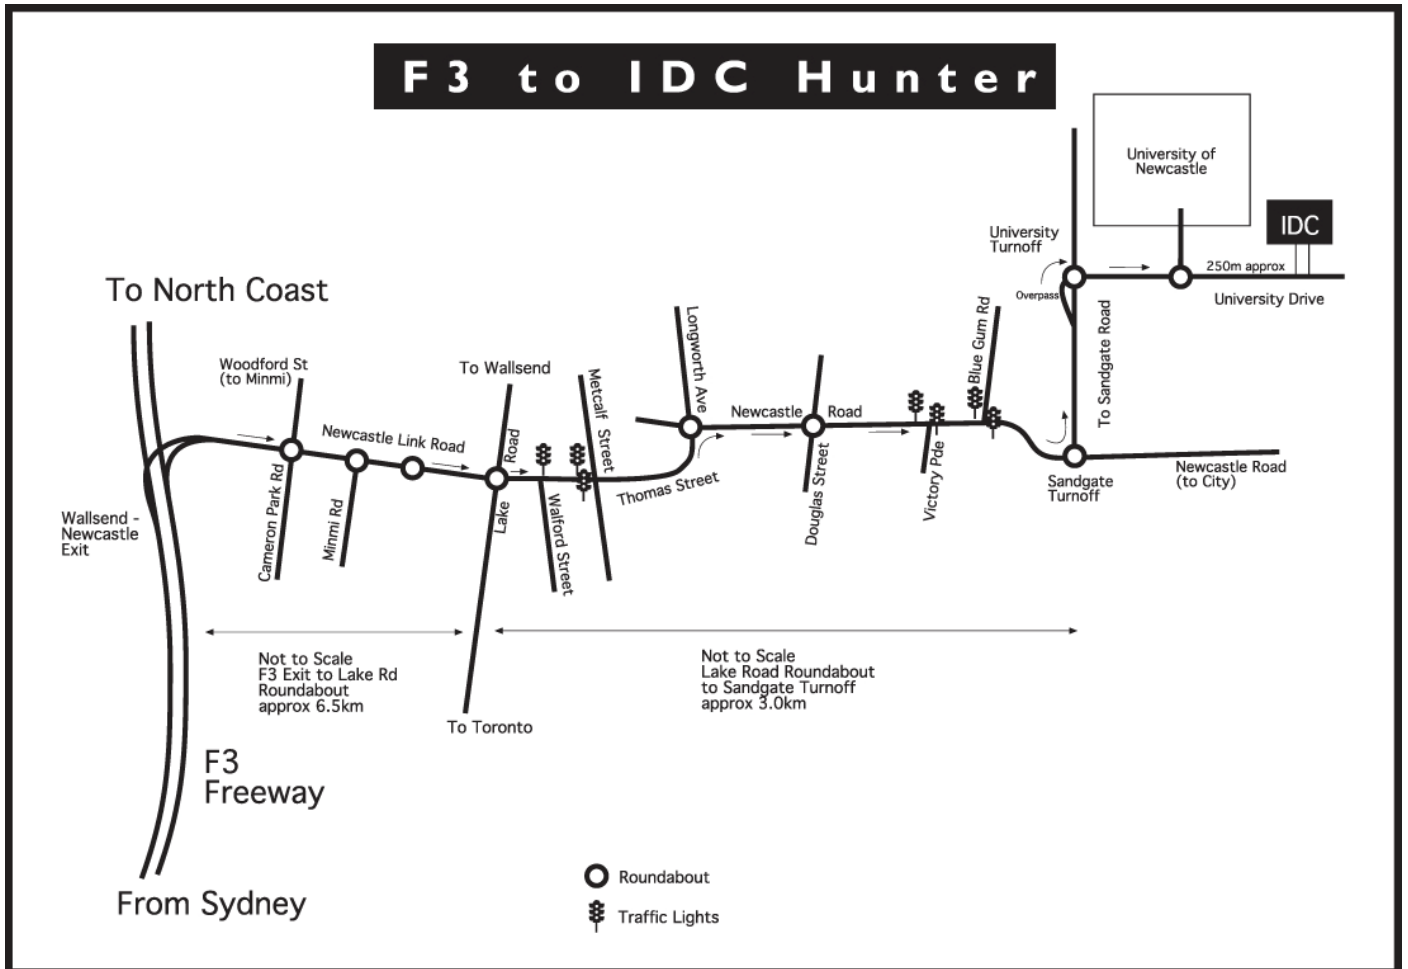 F3 to IDC Hunter
University of
Newcastle
IDC
University
Turnoff
250m approx
Overpass
University Drive
To North Coast
Woodford St
(to Minmi)
To Wallsend
Longworth Ave
Blue Gum Rd
To Sandgate Road
Metcalf Street
Newcastle Road
Newcastle Link Road
Lake Road
Thomas Street
Cameron Park Rd
Minmi Rd
Walford Street
Douglas Street
Victory Pde
Sandgate
Turnoff
Newcastle Road
(to City)
Wallsend -
Newcastle
Exit
Not to Scale
F3 Exit to Lake Rd
Roundabout
approx 6.5km
Not to Scale
Lake Road Roundabout
to Sandgate Turnoff
approx 3.0km
To Toronto
F3
Freeway
From Sydney
Roundabout
Traffic Lights